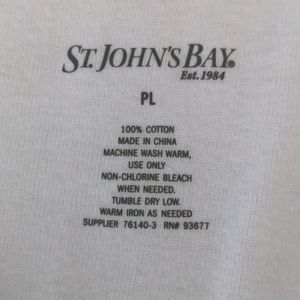 ST. JOHN'S BAY®
Est. 1984
PL
100% COTTON
MADE IN CHINA
MACHINE WASH WARM,
USE ONLY
NON-CHLORINE BLEACH
WHEN NEEDED.
TUMBLE DRY LOW.
WARM IRON AS NEEDED
SUPPLIER 76140-3 RN# 93677